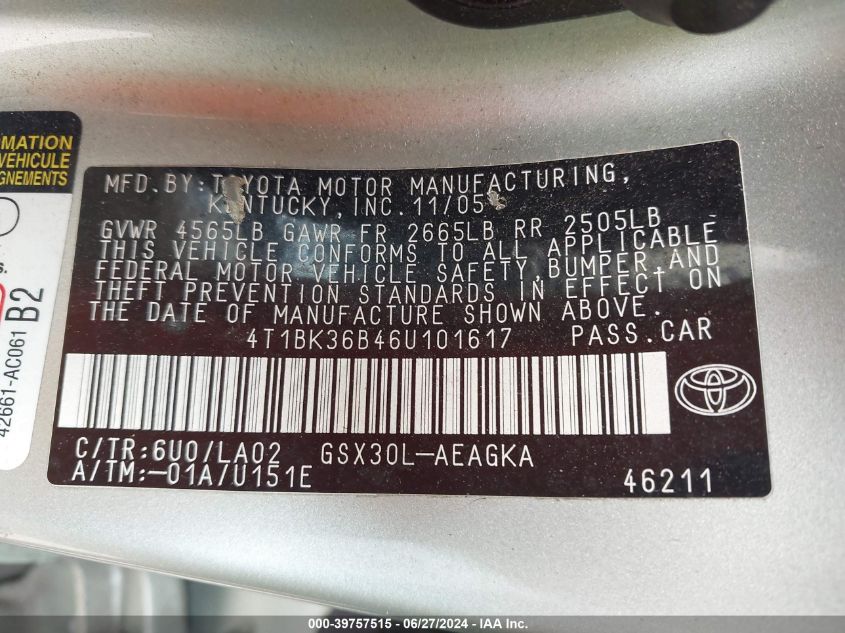 MATION
VEHICULE
GNEMENTS
s.
42661-AC061 B2
MFD.BY:TOYOTA MOTOR MANUFACTURING,
KENTUCKY,INC.11/05
GVWR 4565LB GAWR FR 2665LB RR 2505LB
THIS VEHICLE CONFORMS TO ALL APPLICABLE
FEDERAL MOTOR VEHICLE SAFETY,BUMPER,AND
THEFT PREVENTION STANDARDS IN EFFECT ON
THE DATE OF MANUFACTURE SHOWN ABOVE.
4T1BK36B46U101617 PASS.CAR
C/TR:6U0/LA02 GSX30L-AEAGKA
A/TM:-01A/U151E 46211
000-39757515 - 06/27/2024 - IAA Inc.